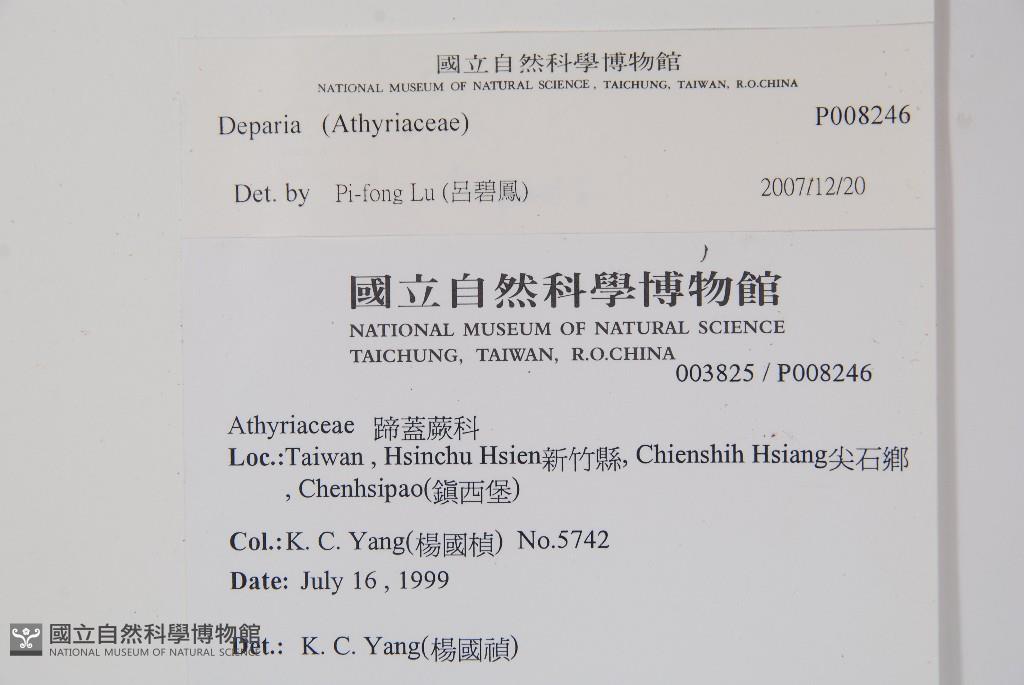 國立自然科學博物館
NATIONAL MUSEUM OF NATURAL SCIENCE, TAICHUNG, TAIWAN, R.O.CHINA
Deparia (Athyriaceae) P008246
Det. by Pi-fong Lu (呂碧鳳) 2007/12/20
國立自然科學博物館
NATIONAL MUSEUM OF NATURAL SCIENCE
TAICHUNG, TAIWAN, R.O.CHINA
003825 / P008246
Athyriaceae 蹄蓋蕨科
Loc.:Taiwan , Hsinchu Hsien新竹縣, Chienshih Hsiang尖石鄉
, Chenhsipao(鎮西堡)
Col.:K. C. Yang(楊國楨) No.5742
Date: July 16 , 1999
Det.: K. C. Yang(楊國禎)
國立自然科學博物館
NATIONAL MUSEUM OF NATURAL SCIENCE